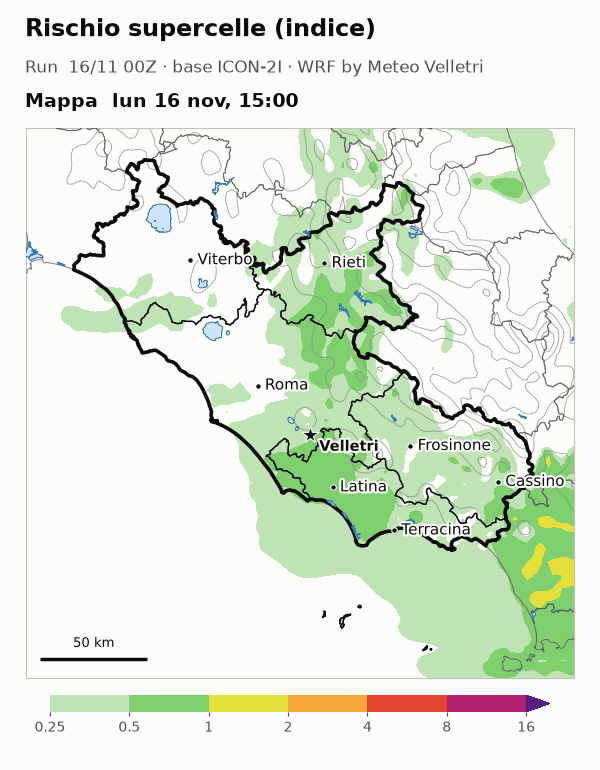 Rischio supercelle (indice)
Run  16/11 00Z · base ICON-2I · WRF by Meteo Velletri
Mappa  lun 16 nov, 15:00
Viterbo
Rieti
Roma
Velletri
Frosinone
Latina
Cassino
Terracina
50 km
0.25 0.5 1 2 4 8 16